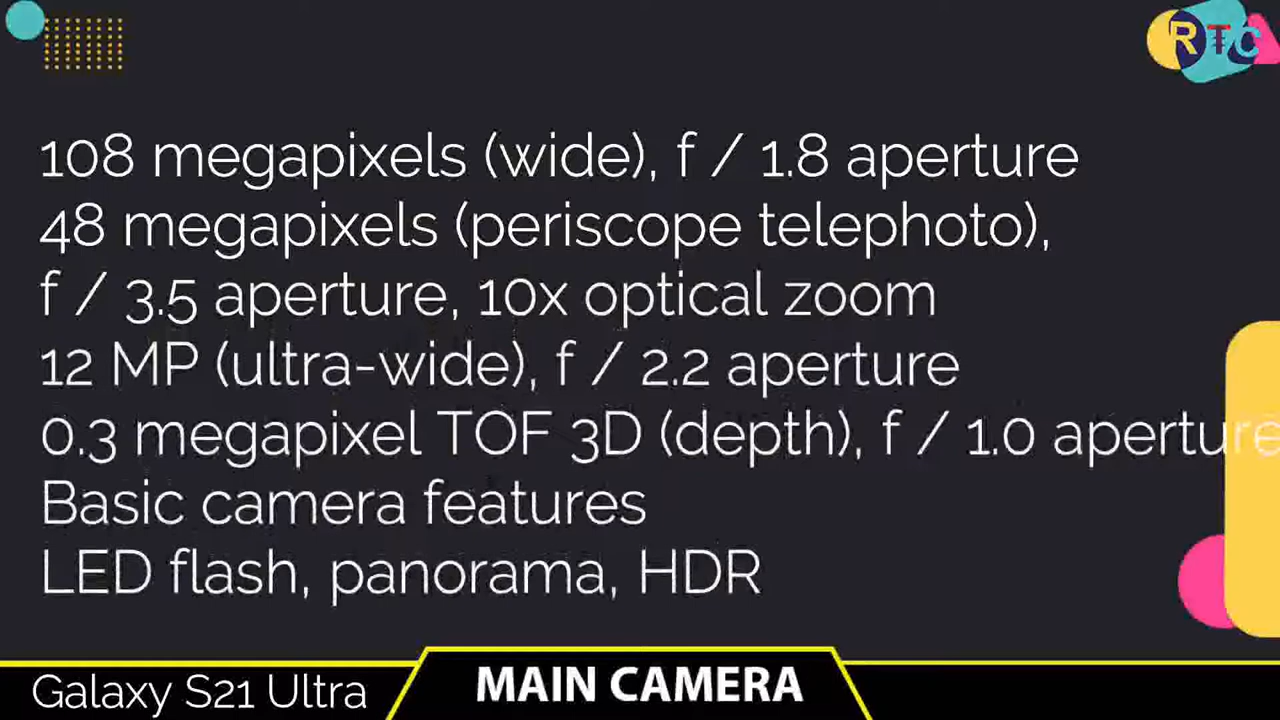 RTC
108 megapixels (wide), f / 1.8 aperture
48 megapixels (periscope telephoto),
f / 3.5 aperture, 10x optical zoom
12 MP (ultra-wide), f / 2.2 aperture
0.3 megapixel TOF 3D (depth), f / 1.0 aperture
Basic camera features
LED flash, panorama, HDR
Galaxy S21 Ultra
MAIN CAMERA